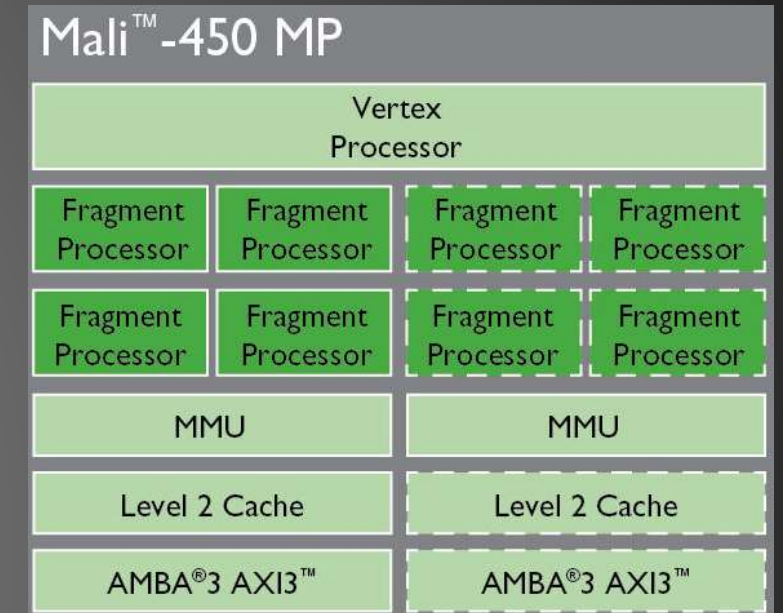 Mali™-450 MP
Vertex
Processor
Fragment Fragment Fragment Fragment
Processor Processor Processor Processor
Fragment Fragment Fragment Fragment
Processor Processor Processor Processor
MMU MMU
Level 2 Cache Level 2 Cache
AMBA®3 AXI3™ AMBA®3 AXI3™